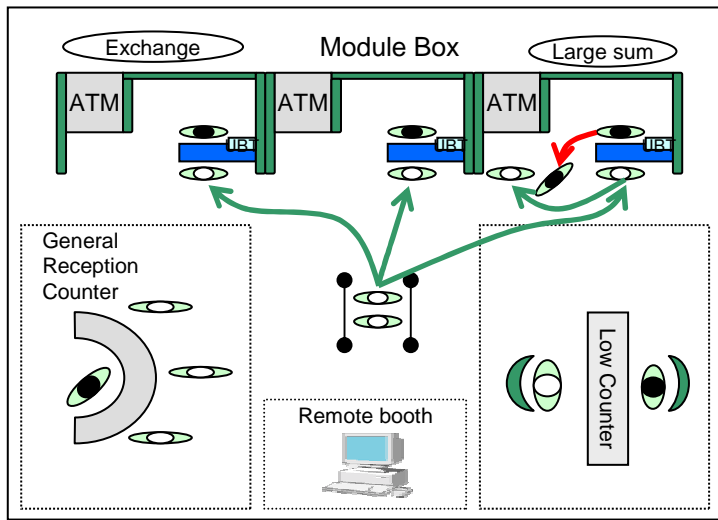 Exchange
Module Box
Large sum
ATM
ATM
ATM
IBT
IBT
IBT
General
Reception
Counter
Low Counter
Remote booth